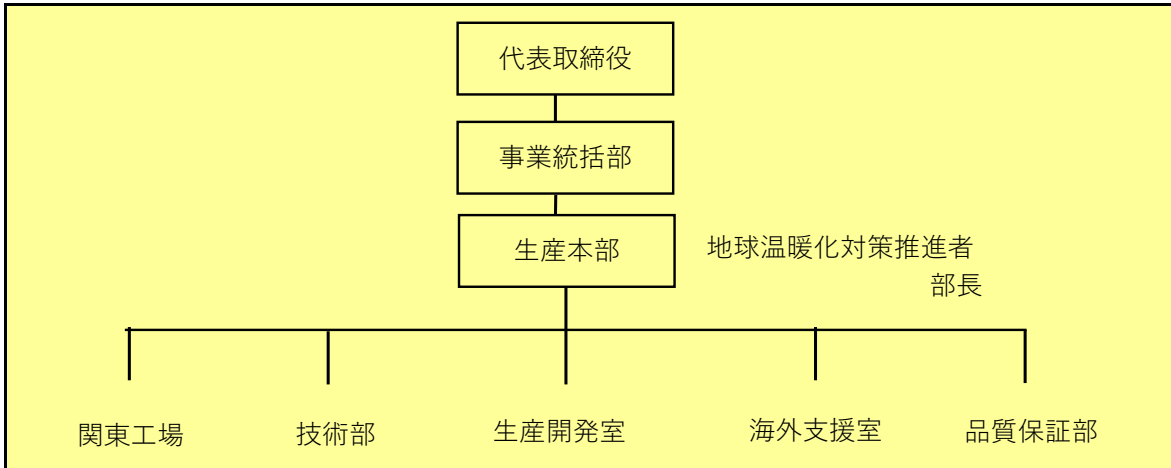 代表取締役
事業統括部
生産本部
地球温暖化対策推進者
部長
関東工場
技術部
生産開発室
海外支援室
品質保証部